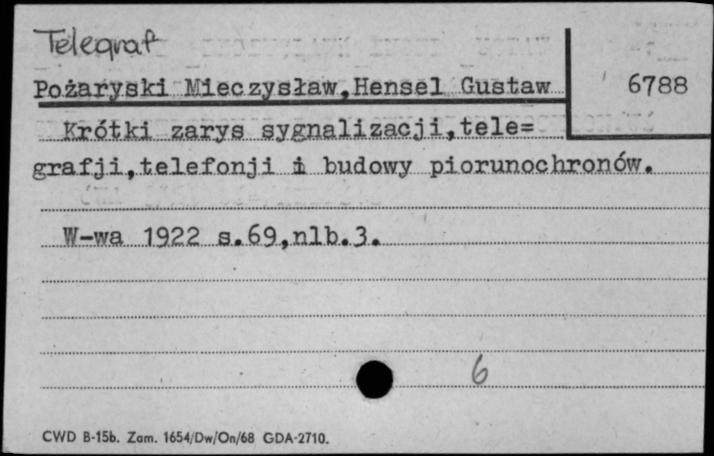 Telegraf
Pożaryski Mieczysław,Hensel Gustaw
6788
Krótki zarys sygnalizacji,tele=
grafji,telefonji i budowy piorunochronów.
W-wa 1922 s.69,nlb.3.
6
CWD B-15b. Zam. 1654/Dw/On/68 GDA-2710.